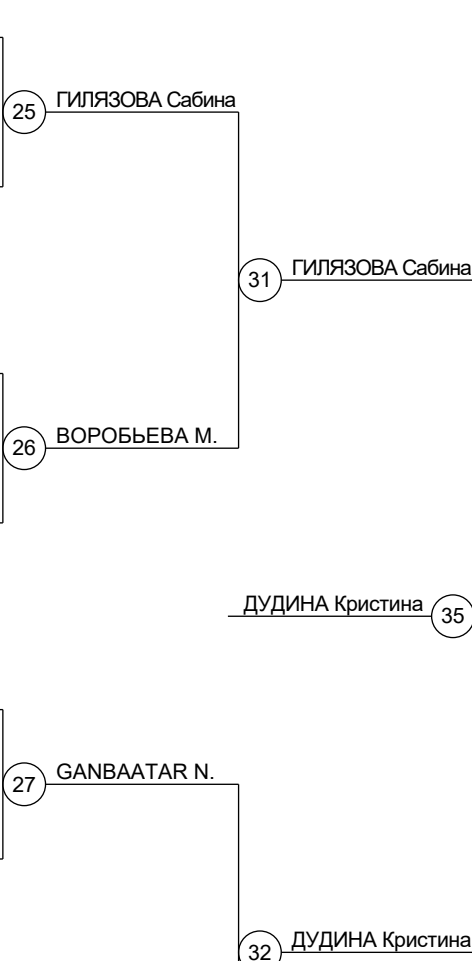 25 ГИЛЯЗОВА Сабина
31 ГИЛЯЗОВА Сабина
26 ВОРОБЬЕВА М.
ДУДИНА Кристина 35
27 GANBAATAR N.
32 ДУДИНА Кристина